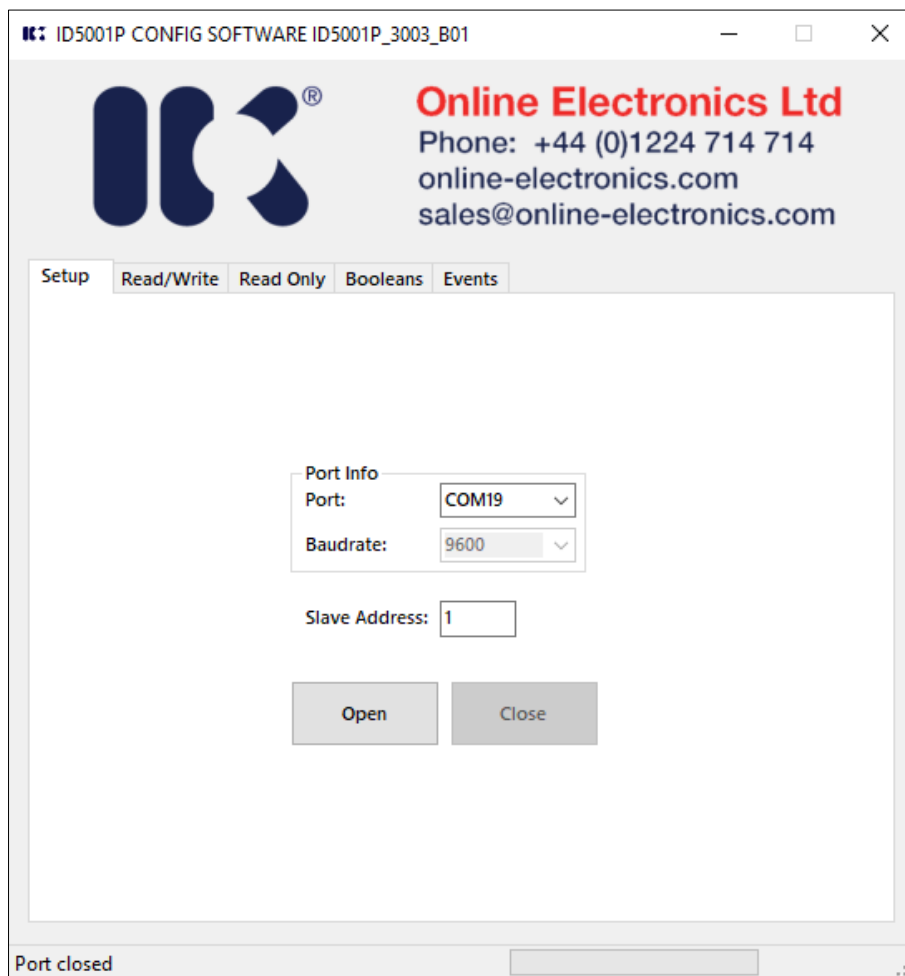 ID5001P CONFIG SOFTWARE ID5001P_3003_B01
®
Online Electronics Ltd
Phone: +44 (0)1224 714 714
online-electronics.com
sales@online-electronics.com
Setup Read/Write Read Only Booleans Events
Port Info
Port: COM19
Baudrate: 9600
Slave Address: 1
Open Close
Port closed